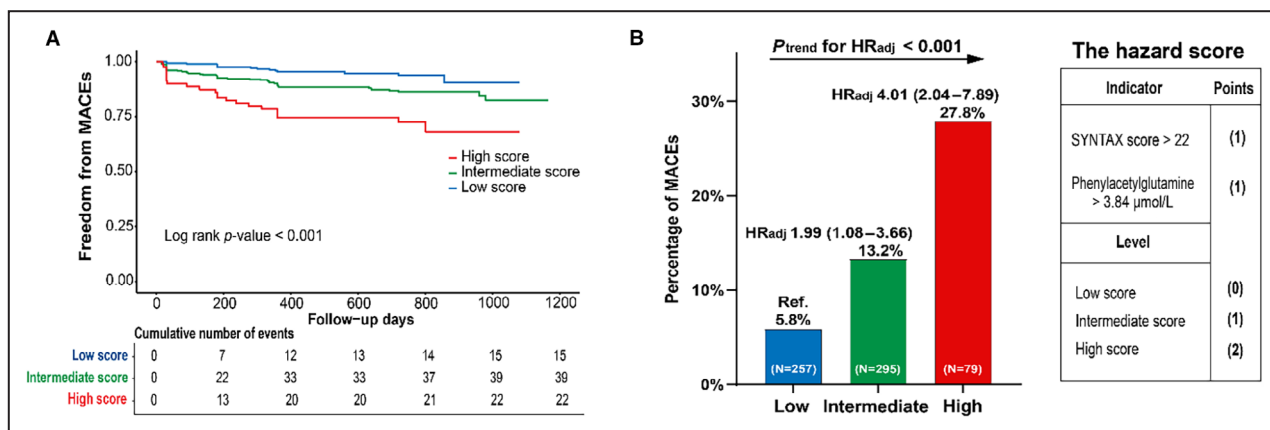 A
Freedom from MACEs
1.00
0.75
0.50
0.25
0.00
High score
Intermediate score
Low score
Log rank p-value < 0.001
0 200 400 600 800 1000 1200
Follow-up days
Cumulative number of events
Low score 0 7 12 13 14 15 15
Intermediate score 0 22 33 33 37 39 39
High score 0 13 20 20 21 22 22
B
Ptrend for HRadj < 0.001
Percentage of MACEs
30%
20%
10%
0%
HRadj 4.01 (2.04–7.89)
27.8%
HRadj 1.99 (1.08–3.66)
13.2%
Ref.
5.8%
(N=257) (N=295) (N=79)
Low Intermediate High
The hazard score
Indicator Points
SYNTAX score > 22 (1)
Phenylacetylglutamine (1)
> 3.84 μmol/L
Level
Low score (0)
Intermediate score (1)
High score (2)